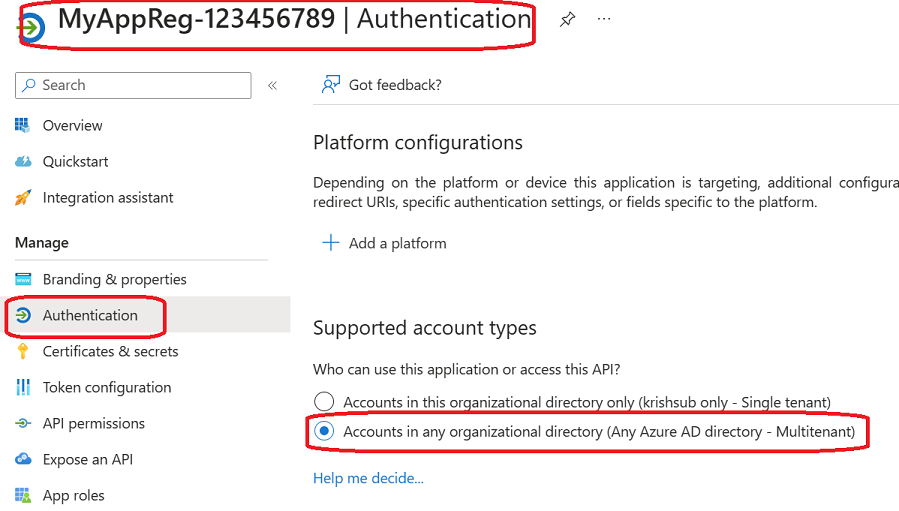 MyAppReg-123456789 | Authentication
Search
Got feedback?
Overview
Quickstart
Integration assistant
Manage
Branding & properties
Authentication
Certificates & secrets
Token configuration
API permissions
Expose an API
App roles
Platform configurations
Depending on the platform or device this application is targeting, additional configura
redirect URIs, specific authentication settings, or fields specific to the platform.
Add a platform
Supported account types
Who can use this application or access this API?
Accounts in this organizational directory only (krishsub only - Single tenant)
Accounts in any organizational directory (Any Azure AD directory - Multitenant)
Help me decide...